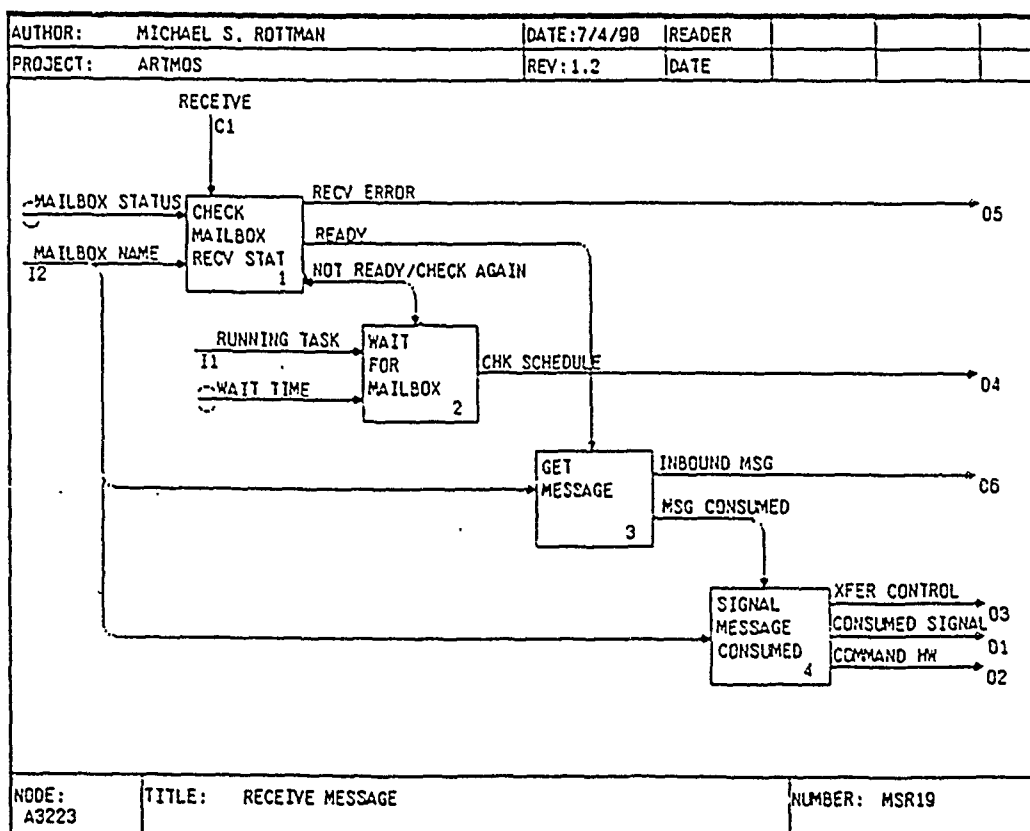 AUTHOR: MICHAEL S. ROTTMAN DATE:7/4/90 READER
PROJECT: ARTMOS REV:1.2 DATE
RECEIVE
C1
MAILBOX STATUS
CHECK
MAILBOX
RECV STAT
1
RECV ERROR
O5
READY
MAILBOX NAME
I2
NOT READY/CHECK AGAIN
RUNNING TASK
I1
WAIT TIME
WAIT
FOR
MAILBOX
2
CHK SCHEDULE
O4
GET
MESSAGE
3
INBOUND MSG
O6
MSG CONSUMED
SIGNAL
MESSAGE
CONSUMED
4
XFER CONTROL
O3
CONSUMED SIGNAL
O1
COMMAND HW
O2
NODE: TITLE: RECEIVE MESSAGE NUMBER: MSR19
A3223